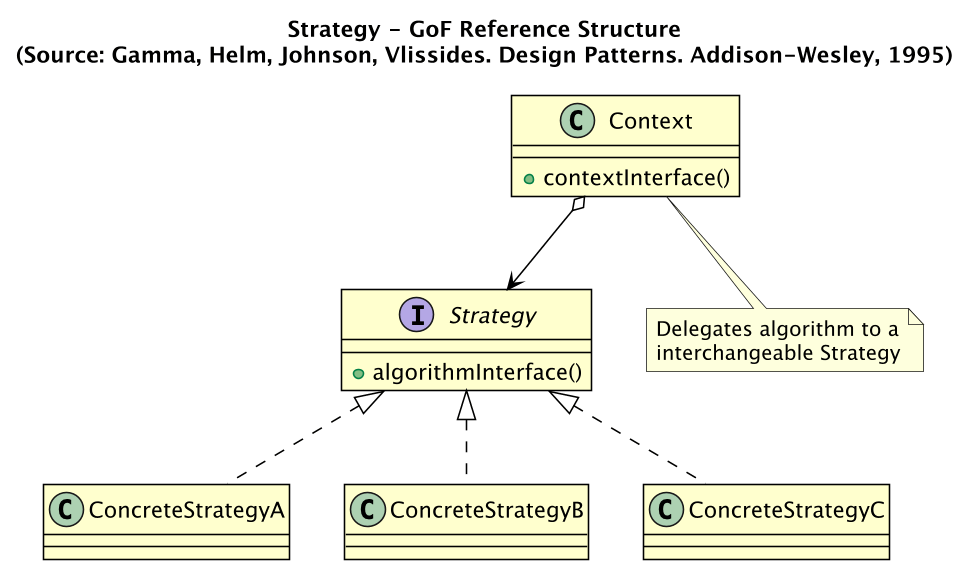 Strategy – GoF Reference Structure
(Source: Gamma, Helm, Johnson, Vlissides. Design Patterns. Addison-Wesley, 1995)
C Context
contextInterface()
I Strategy
algorithmInterface()
Delegates algorithm to a
interchangeable Strategy
C ConcreteStrategyA
C ConcreteStrategyB
C ConcreteStrategyC